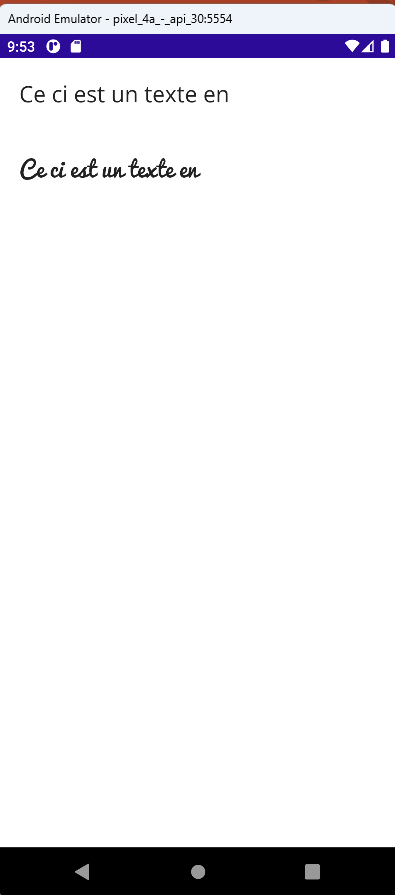 Android Emulator - pixel_4a_-_api_30:5554
9:53
Ce ci est un texte en
Ce ci est un texte en